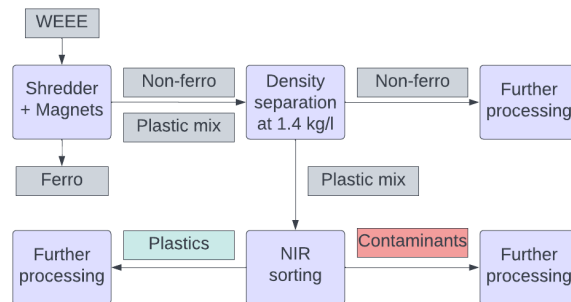 WEEE
Shredder
+ Magnets
Non-ferro
Plastic mix
Density
separation
at 1.4 kg/l
Non-ferro
Further
processing
Ferro
Plastic mix
Further
processing
Plastics
NIR
sorting
Contaminants
Further
processing